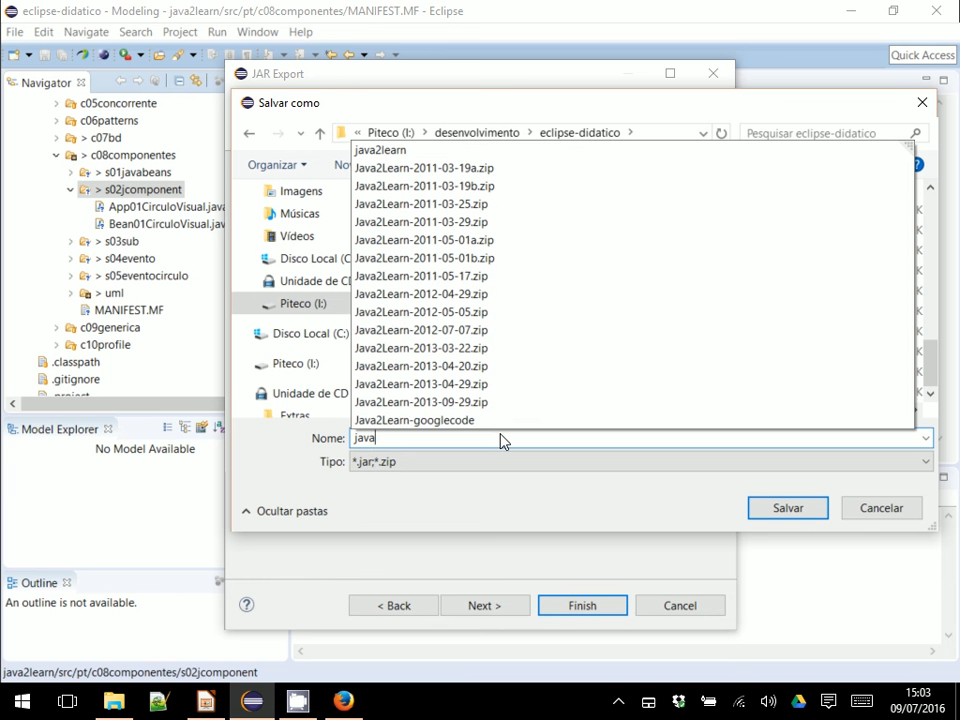 eclipse-didatico - Modeling - java2learn/src/pt/c08componentes/MANIFEST.MF - Eclipse
File Edit Navigate Search Project Run Window Help
Quick Access
Navigator
c05concorrente
c06patterns
> c07bd
> c08componentes
> s01javabeans
> s02jcomponent
App01CirculoVisual.java
Bean01CirculoVisual.jav
> s03sub
> s04evento
> s05eventocirculo
> uml
MANIFEST.MF
c09generica
c10profile
.classpath
.gitignore
Model Explorer
No Model Available
Outline
An outline is not available.
JAR Export
Salvar como
« Piteco (I:) > desenvolvimento > eclipse-didatico >
Pesquisar eclipse-didatico
Organizar
Nov
Imagens
Músicas
Vídeos
Disco Local (C
Unidade de CD
Piteco (I:)
Disco Local (C:)
Piteco (I:)
Unidade de CD
Extras
java2learn
Java2Learn-2011-03-19a.zip
Java2Learn-2011-03-19b.zip
Java2Learn-2011-03-25.zip
Java2Learn-2011-03-29.zip
Java2Learn-2011-05-01a.zip
Java2Learn-2011-05-01b.zip
Java2Learn-2011-05-17.zip
Java2Learn-2012-04-29.zip
Java2Learn-2012-05-05.zip
Java2Learn-2012-07-07.zip
Java2Learn-2013-03-22.zip
Java2Learn-2013-04-20.zip
Java2Learn-2013-04-29.zip
Java2Learn-2013-09-29.zip
Java2Learn-googlecode
Nome: java
Tipo: *.jar;*.zip
Ocultar pastas
Salvar Cancelar
< Back Next > Finish Cancel
java2learn/src/pt/c08componentes/s02jcomponent
15:03
09/07/2016